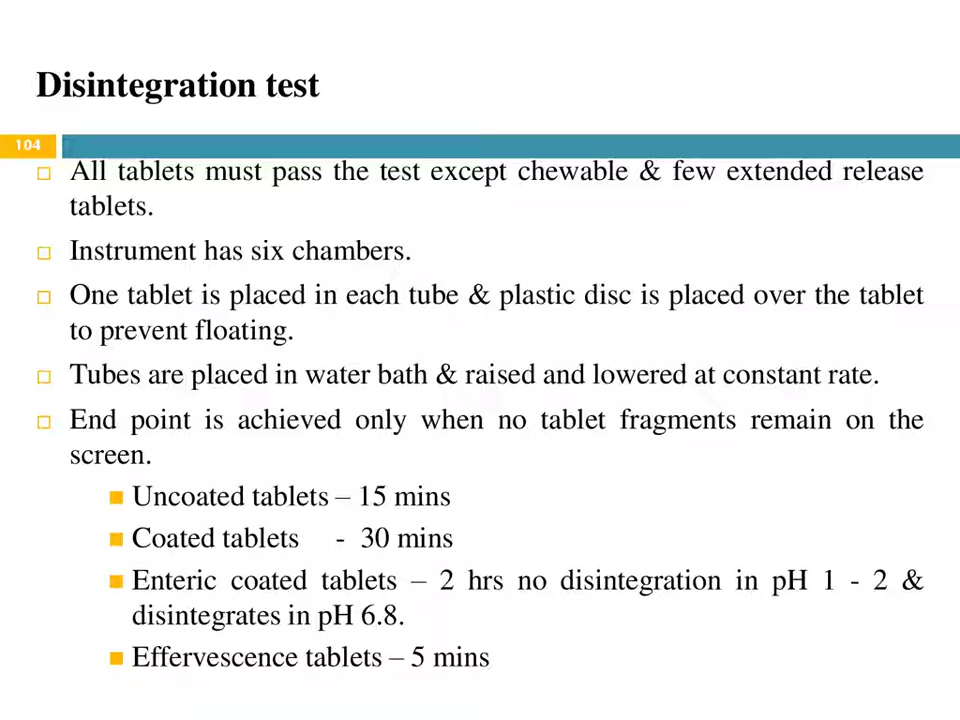 Disintegration test
104
All tablets must pass the test except chewable & few extended release
tablets.
Instrument has six chambers.
One tablet is placed in each tube & plastic disc is placed over the tablet
to prevent floating.
Tubes are placed in water bath & raised and lowered at constant rate.
End point is achieved only when no tablet fragments remain on the
screen.
Uncoated tablets – 15 mins
Coated tablets - 30 mins
Enteric coated tablets – 2 hrs no disintegration in pH 1 - 2 &
disintegrates in pH 6.8.
Effervescence tablets – 5 mins